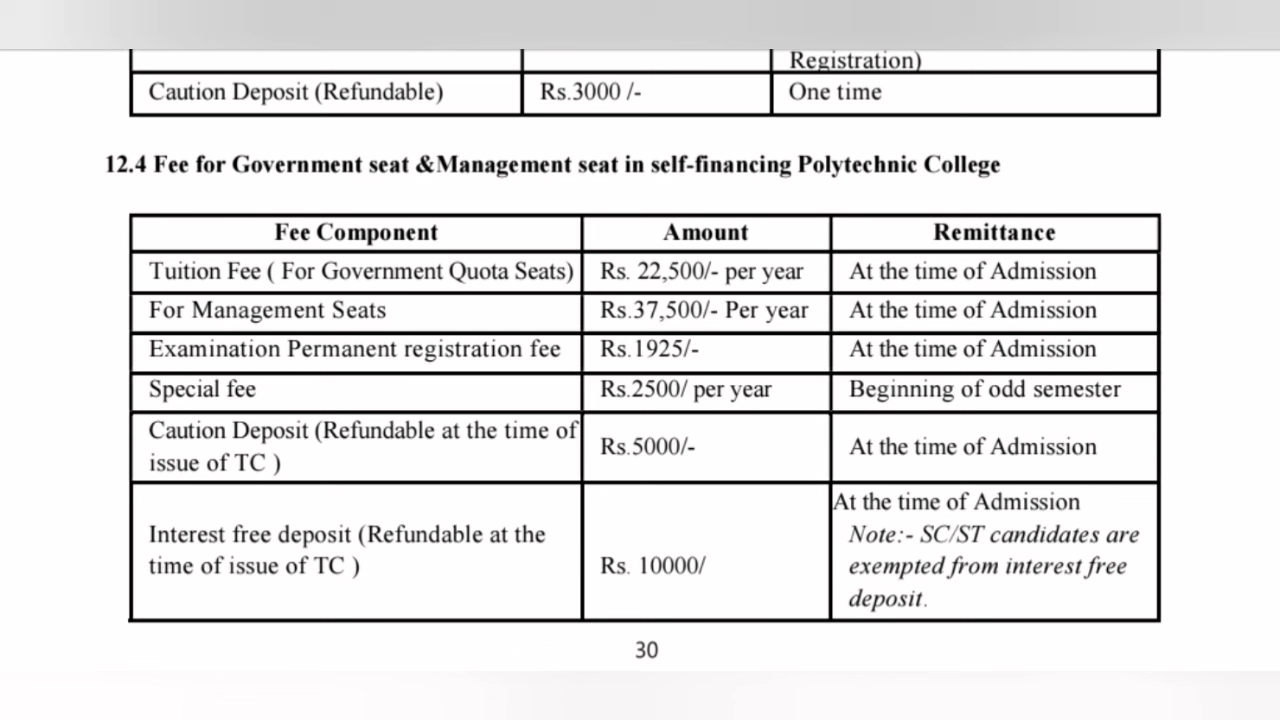 Registration)
Caution Deposit (Refundable) Rs.3000 /- One time
12.4 Fee for Government seat &Management seat in self-financing Polytechnic College
Fee Component Amount Remittance
Tuition Fee ( For Government Quota Seats) Rs. 22,500/- per year At the time of Admission
For Management Seats Rs.37,500/- Per year At the time of Admission
Examination Permanent registration fee Rs.1925/- At the time of Admission
Special fee Rs.2500/ per year Beginning of odd semester
Caution Deposit (Refundable at the time of
issue of TC ) Rs.5000/- At the time of Admission
Interest free deposit (Refundable at the
time of issue of TC ) Rs. 10000/ At the time of Admission
Note:- SC/ST candidates are
exempted from interest free
deposit.
30